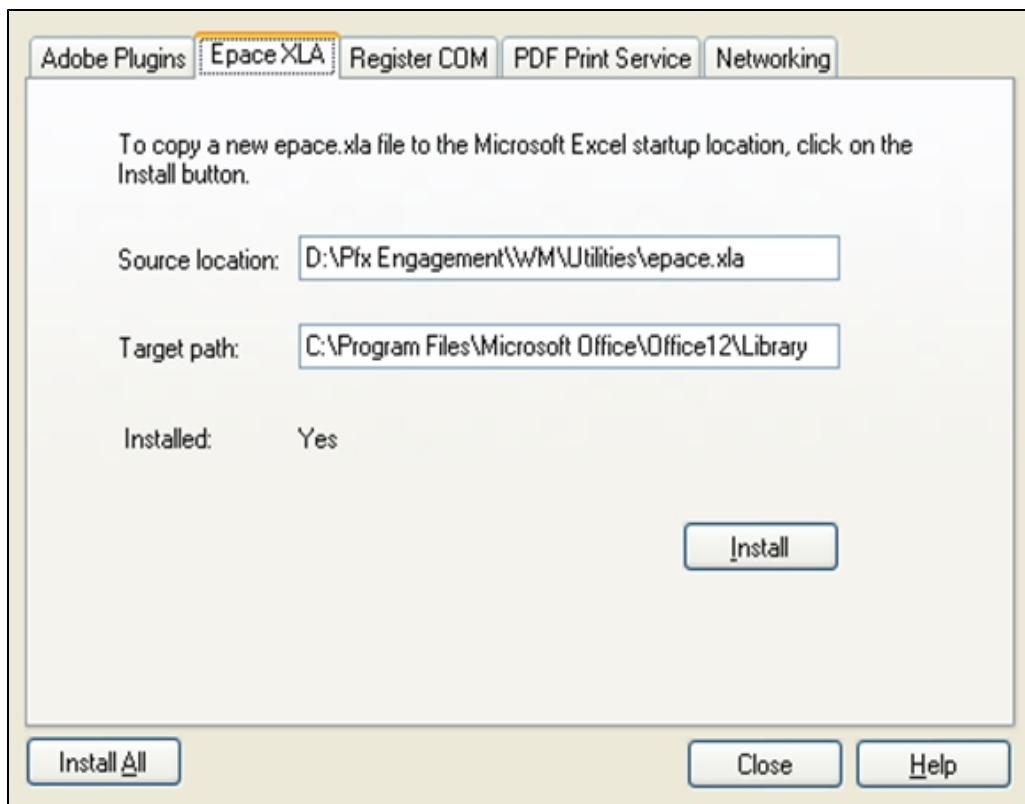 Adobe Plugins Epace XLA Register COM PDF Print Service Networking
To copy a new epace.xla file to the Microsoft Excel startup location, click on the
Install button.
Source location: D:\Pfx Engagement\WM\Utilities\epace.xla
Target path: C:\Program Files\Microsoft Office\Office12\Library
Installed: Yes
Install
Install All Close Help